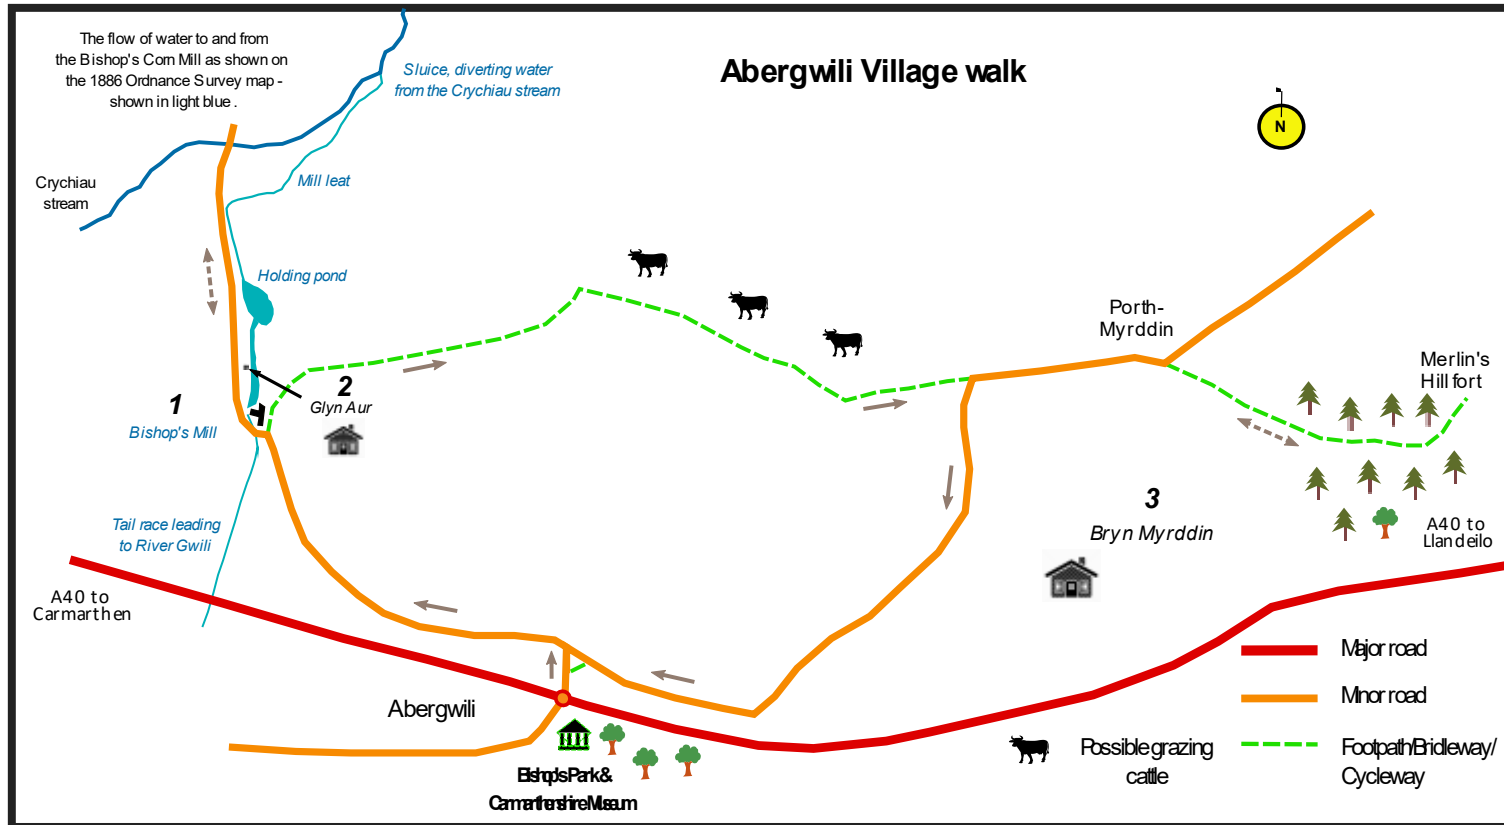 The flow of water to and from
the Bishop's Corn Mill as shown on
the 1886 Ordnance Survey map -
shown in light blue .
Sluice, diverting water
from the Crychiau stream
Abergwili Village walk
N
Crychiau
stream
Mill leat
Holding pond
Porth-
Myrddin
Merlin's
Hill fort
1
Bishop's Mill
2
Glyn Aur
3
Bryn Myrddin
Tail race leading
to River Gwili
A40 to
Carmarthen
A40 to
Llandeilo
Abergwili
Bishop's Park &
Carmarthenshire Museum
Major road
Minor road
Possible grazing
cattle
Footpath/Bridleway/
Cycleway